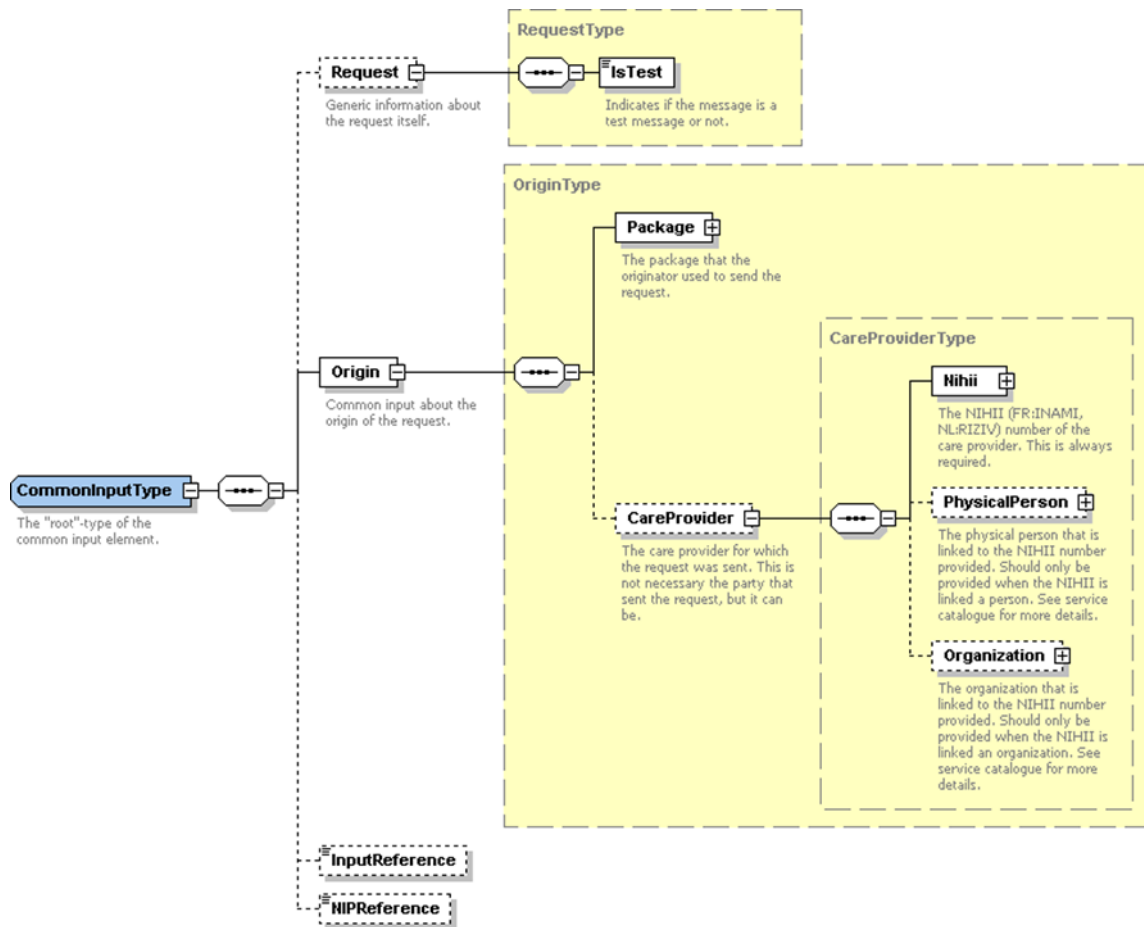 RequestType
Request
IsTest
Generic information about
the request itself.
Indicates if the message is a
test message or not.
OriginType
Package
The package that the
originator used to send the
request.
CareProviderType
Origin
Common input about the
origin of the request.
Nihii
The NIHII (FR:INAMI,
NL:RIZIV) number of the
care provider. This is always
required.
CommonInputType
The "root"-type of the
common input element.
CareProvider
The care provider for which
the request was sent. This is
not necessary the party that
sent the request, but it can
be.
PhysicalPerson
The physical person that is
linked to the NIHII number
provided. Should only be
provided when the NIHII is
linked a person. See service
catalogue for more details.
Organization
The organization that is
linked to the NIHII number
provided. Should only be
provided when the NIHII is
linked an organization. See
service catalogue for more
details.
InputReference
NIPReference